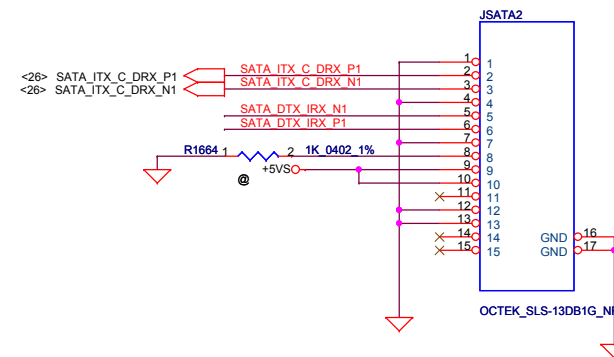 JSATA2
<26> SATA_ITX_C_DRX_P1 SATA_ITX_C_DRX_P1
<26> SATA_ITX_C_DRX_N1 SATA_ITX_C_DRX_N1
SATA_DTX_IRX_N1
SATA_DTX_IRX_P1
R1664 1 2 1K_0402_1%
+5VS
@
1 1
2 2
3 3
4 4
5 5
6 6
7 7
8 8
9 9
10 10
11 11
12 12
13 13
14 14
15 15
GND 16
GND 17
OCTEK_SLS-13DB1G_N